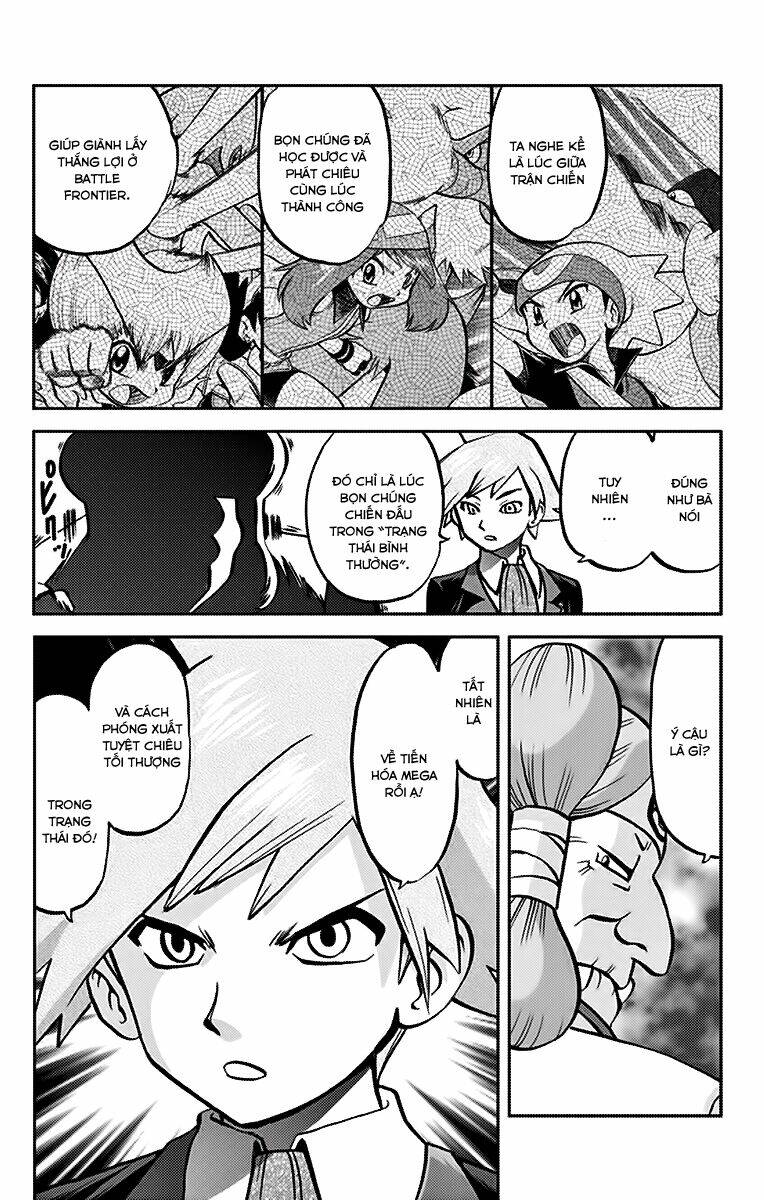 TA NGHE KỂ
LÀ LÚC GIỮA
TRẬN CHIẾN
BỌN CHÚNG ĐÃ
HỌC ĐƯỢC VÀ
PHÁT CHIÊU
CÙNG LÚC
THÀNH CÔNG
GIÚP GIÀNH LẤY
THẮNG LỢI Ở
BATTLE
FRONTIER.
ĐÚNG
NHƯ BÀ
NÓI
TUY
NHIÊN
...
ĐÓ CHỈ LÀ LÚC
BỌN CHÚNG
CHIẾN ĐẤU
TRONG "TRẠNG
THÁI BÌNH
THƯỜNG".
ピク
Ý CẬU
LÀ GÌ?
TẤT
NHIÊN LÀ
VỀ TIẾN
HÓA MEGA
RỒI Ạ!
VÀ CÁCH
PHÓNG XUẤT
TUYỆT CHIÊU
TỐI THƯỢNG
TRONG
TRẠNG
THÁI ĐÓ!